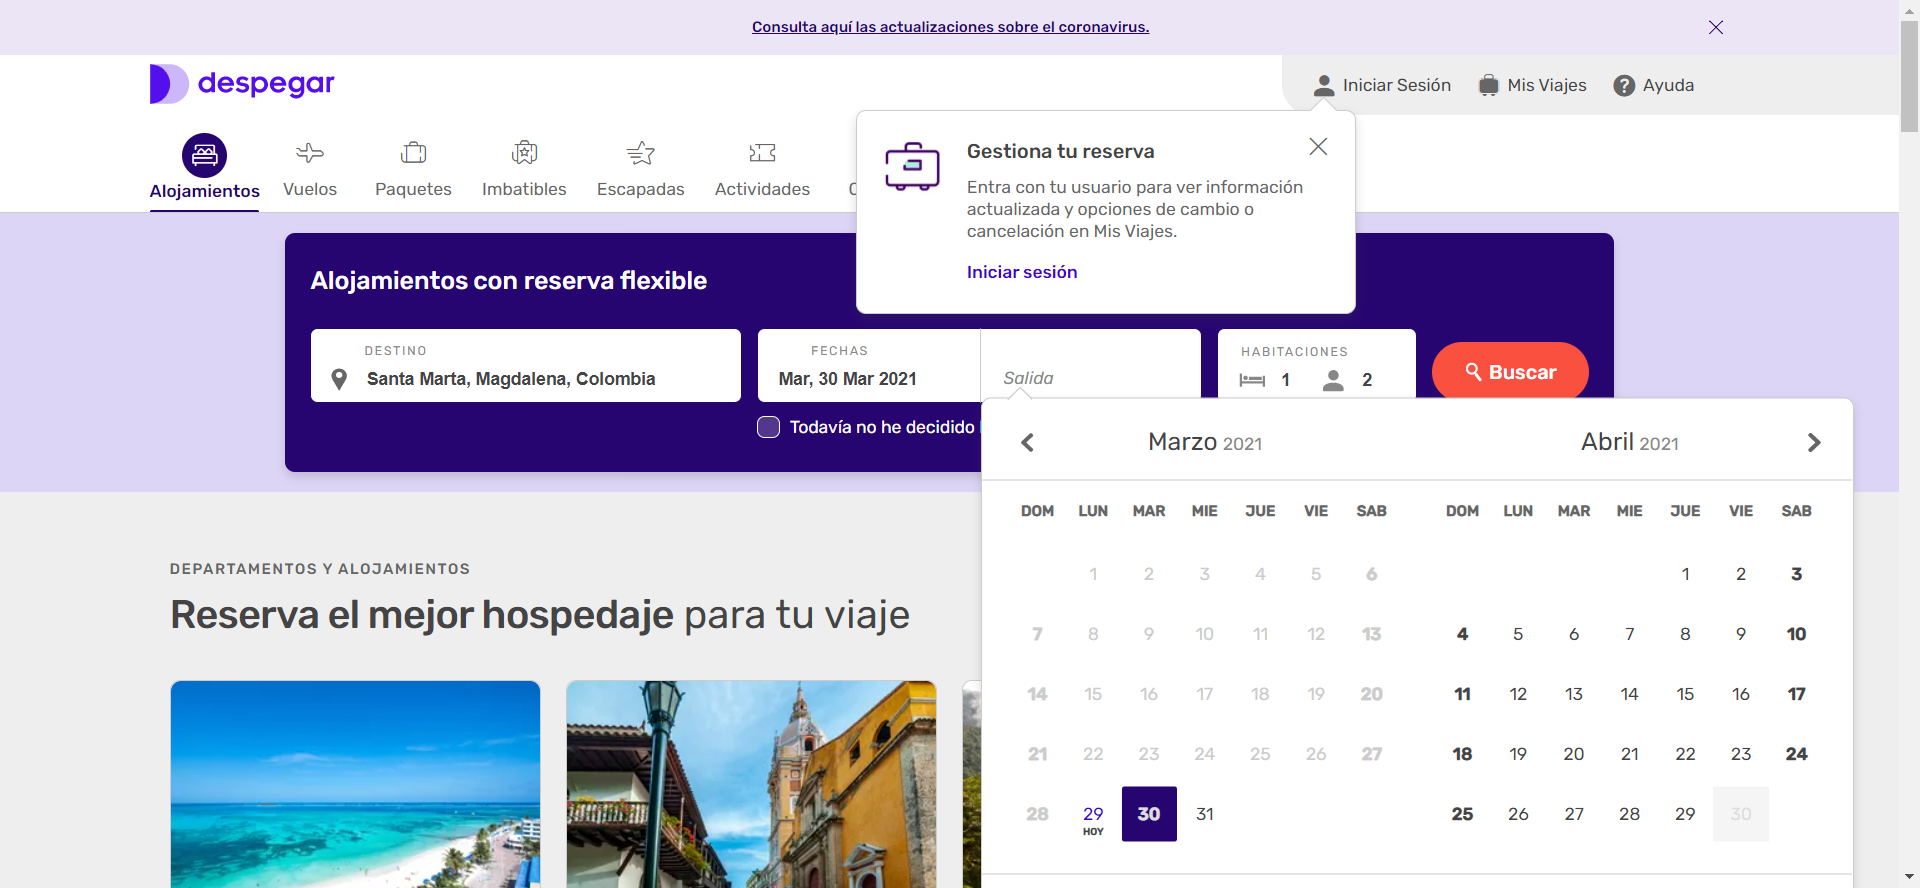 Consulta aquí las actualizaciones sobre el coronavirus.
despegar
Iniciar Sesión
Mis Viajes
? Ayuda
Alojamientos
Vuelos
Paquetes
Imbatibles
Escapadas
Actividades
Gestiona tu reserva
Entra con tu usuario para ver información
actualizada y opciones de cambio o
cancelación en Mis Viajes.
Iniciar sesión
Alojamientos con reserva flexible
DESTINO
Santa Marta, Magdalena, Colombia
FECHAS
Mar, 30 Mar 2021
Salida
HABITACIONES
1 2
Buscar
Todavía no he decidido
Marzo 2021
DOM LUN MAR MIE JUE VIE SAB
1 2 3 4 5 6
7 8 9 10 11 12 13
14 15 16 17 18 19 20
21 22 23 24 25 26 27
28 29 30 31
HOY
Abril 2021
DOM LUN MAR MIE JUE VIE SAB
1 2 3
4 5 6 7 8 9 10
11 12 13 14 15 16 17
18 19 20 21 22 23 24
25 26 27 28 29 30
DEPARTAMENTOS Y ALOJAMIENTOS
Reserva el mejor hospedaje para tu viaje